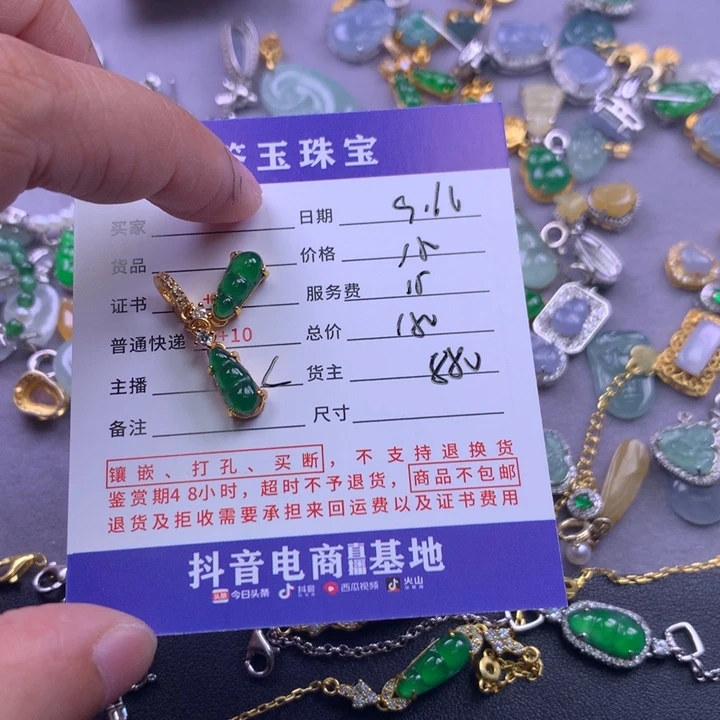 玉珠宝
买家 日期 9.16
货品 价格 15
证书 服务费 15
普通快递 +10 总价 180
主播 货主 880
备注 尺寸
镶嵌、打孔、买断，不支持退换货
鉴赏期48小时，超时不予退货，商品不包邮
退货及拒收需要承担来回运费以及证书费用
抖音电商直播基地
头条 今日头条 抖音 西瓜视频 火山